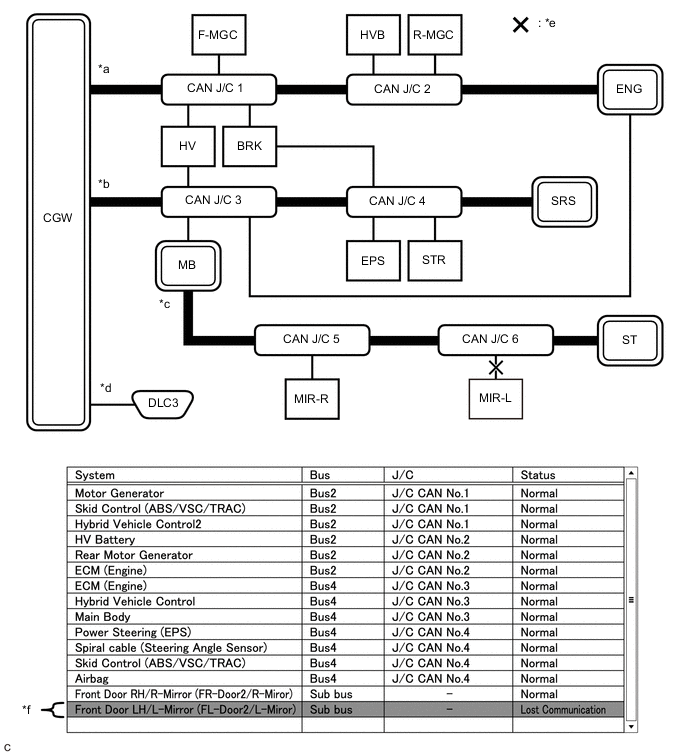 F-MGC
HVB
R-MGC
: *e
*a
CAN J/C 1
CAN J/C 2
ENG
HV
BRK
*b
CAN J/C 3
CAN J/C 4
SRS
CGW
MB
EPS
STR
*c
CAN J/C 5
CAN J/C 6
ST
*d
DLC3
MIR-R
MIR-L
System Bus J/C Status
Motor Generator Bus2 J/C CAN No.1 Normal
Skid Control (ABS/VSC/TRAC) Bus2 J/C CAN No.1 Normal
Hybrid Vehicle Control2 Bus2 J/C CAN No.1 Normal
HV Battery Bus2 J/C CAN No.2 Normal
Rear Motor Generator Bus2 J/C CAN No.2 Normal
ECM (Engine) Bus2 J/C CAN No.2 Normal
ECM (Engine) Bus4 J/C CAN No.3 Normal
Hybrid Vehicle Control Bus4 J/C CAN No.3 Normal
Main Body Bus4 J/C CAN No.3 Normal
Power Steering (EPS) Bus4 J/C CAN No.4 Normal
Spiral cable (Steering Angle Sensor) Bus4 J/C CAN No.4 Normal
Skid Control (ABS/VSC/TRAC) Bus4 J/C CAN No.4 Normal
Airbag Bus4 J/C CAN No.4 Normal
Front Door RH/R-Mirror (FR-Door2/R-Miror) Sub bus – Normal
*f Front Door LH/L-Mirror (FL-Door2/L-Miror) Sub bus – Lost Communication
C